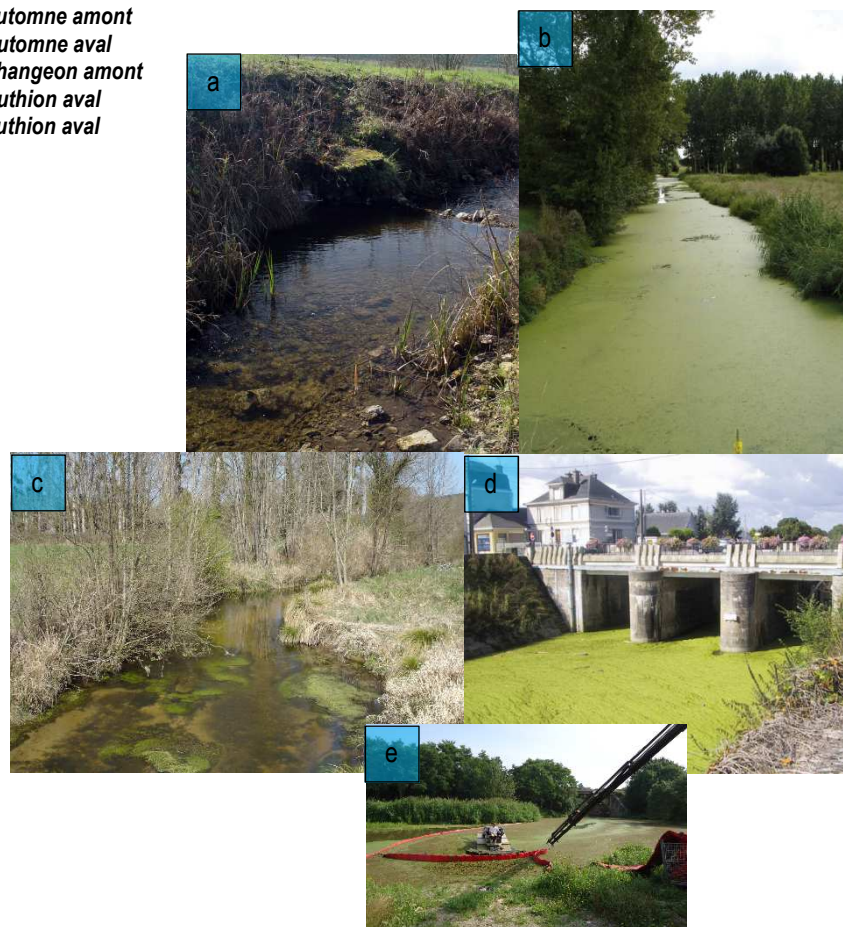 utomne amont
utomne aval
hangeon amont
uthion aval
uthion aval
a
b
c
d
e